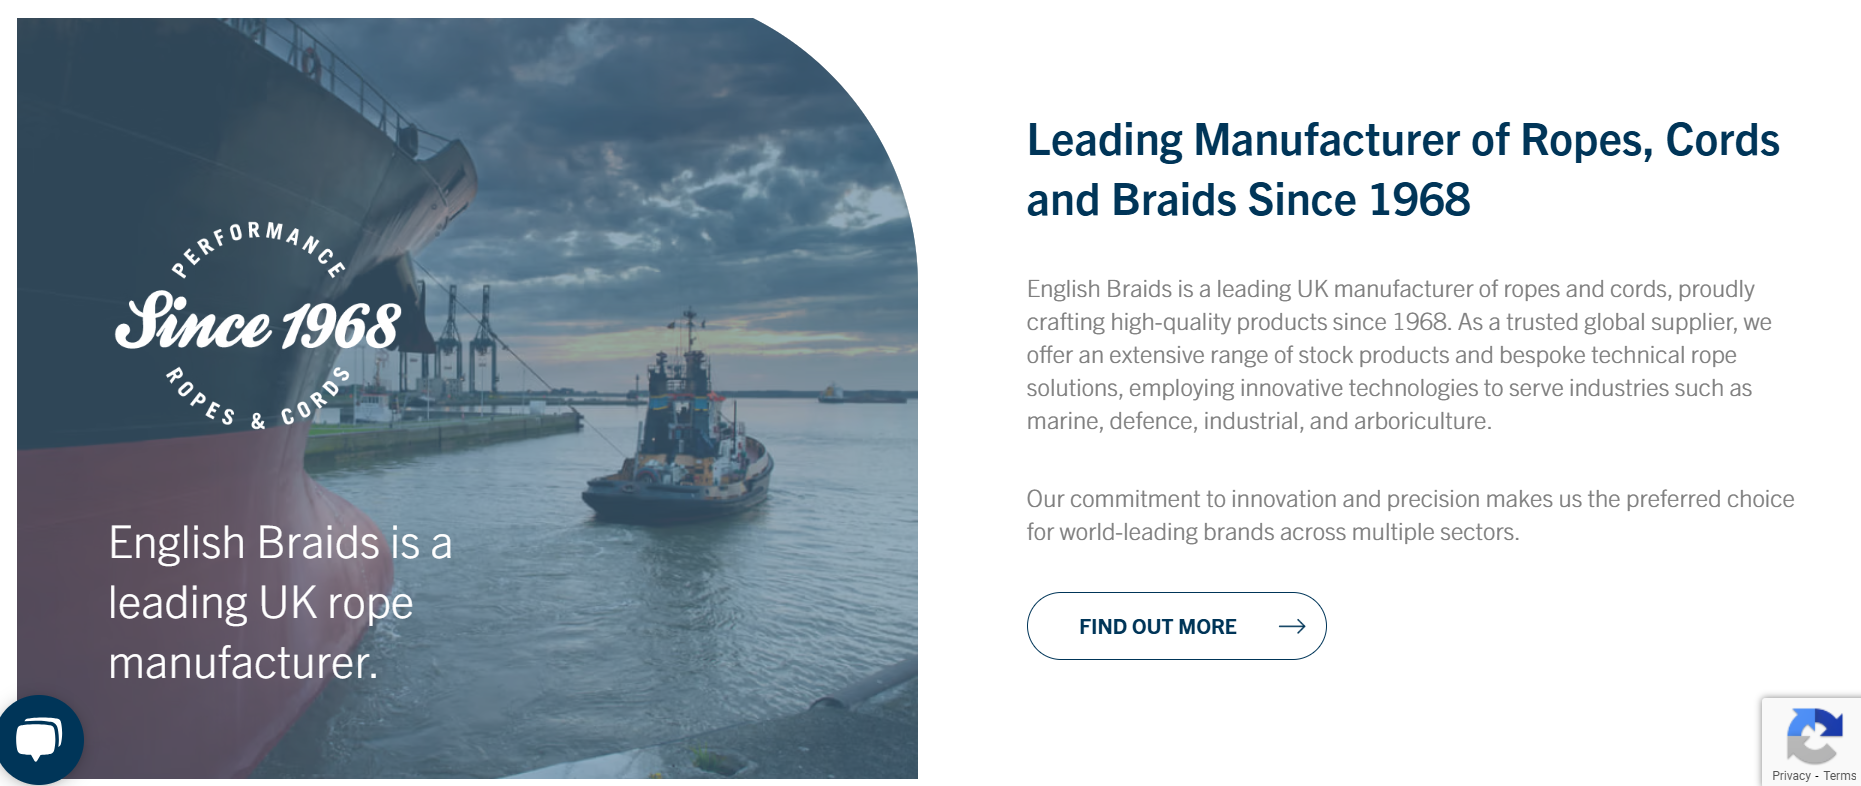 PERFORMANCE
Since 1968
ROPES & CORDS
English Braids is a
leading UK rope
manufacturer.
Leading Manufacturer of Ropes, Cords
and Braids Since 1968
English Braids is a leading UK manufacturer of ropes and cords, proudly
crafting high-quality products since 1968. As a trusted global supplier, we
offer an extensive range of stock products and bespoke technical rope
solutions, employing innovative technologies to serve industries such as
marine, defence, industrial, and arboriculture.
Our commitment to innovation and precision makes us the preferred choice
for world-leading brands across multiple sectors.
FIND OUT MORE
Privacy - Terms